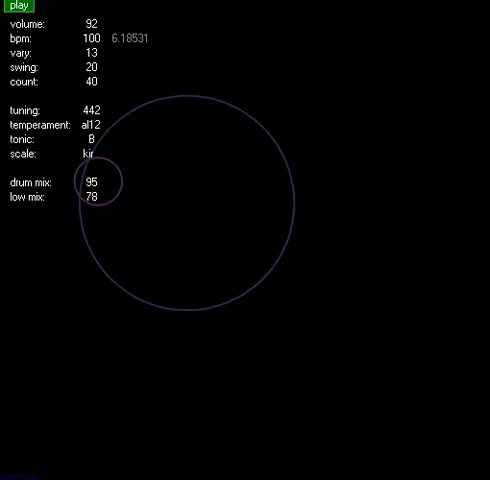 play
volume: 92
bpm: 100 6.18531
vary: 13
swing: 20
count: 40
tuning: 442
temperament: al12
tonic: B
scale: kir
drum mix: 95
low mix: 78